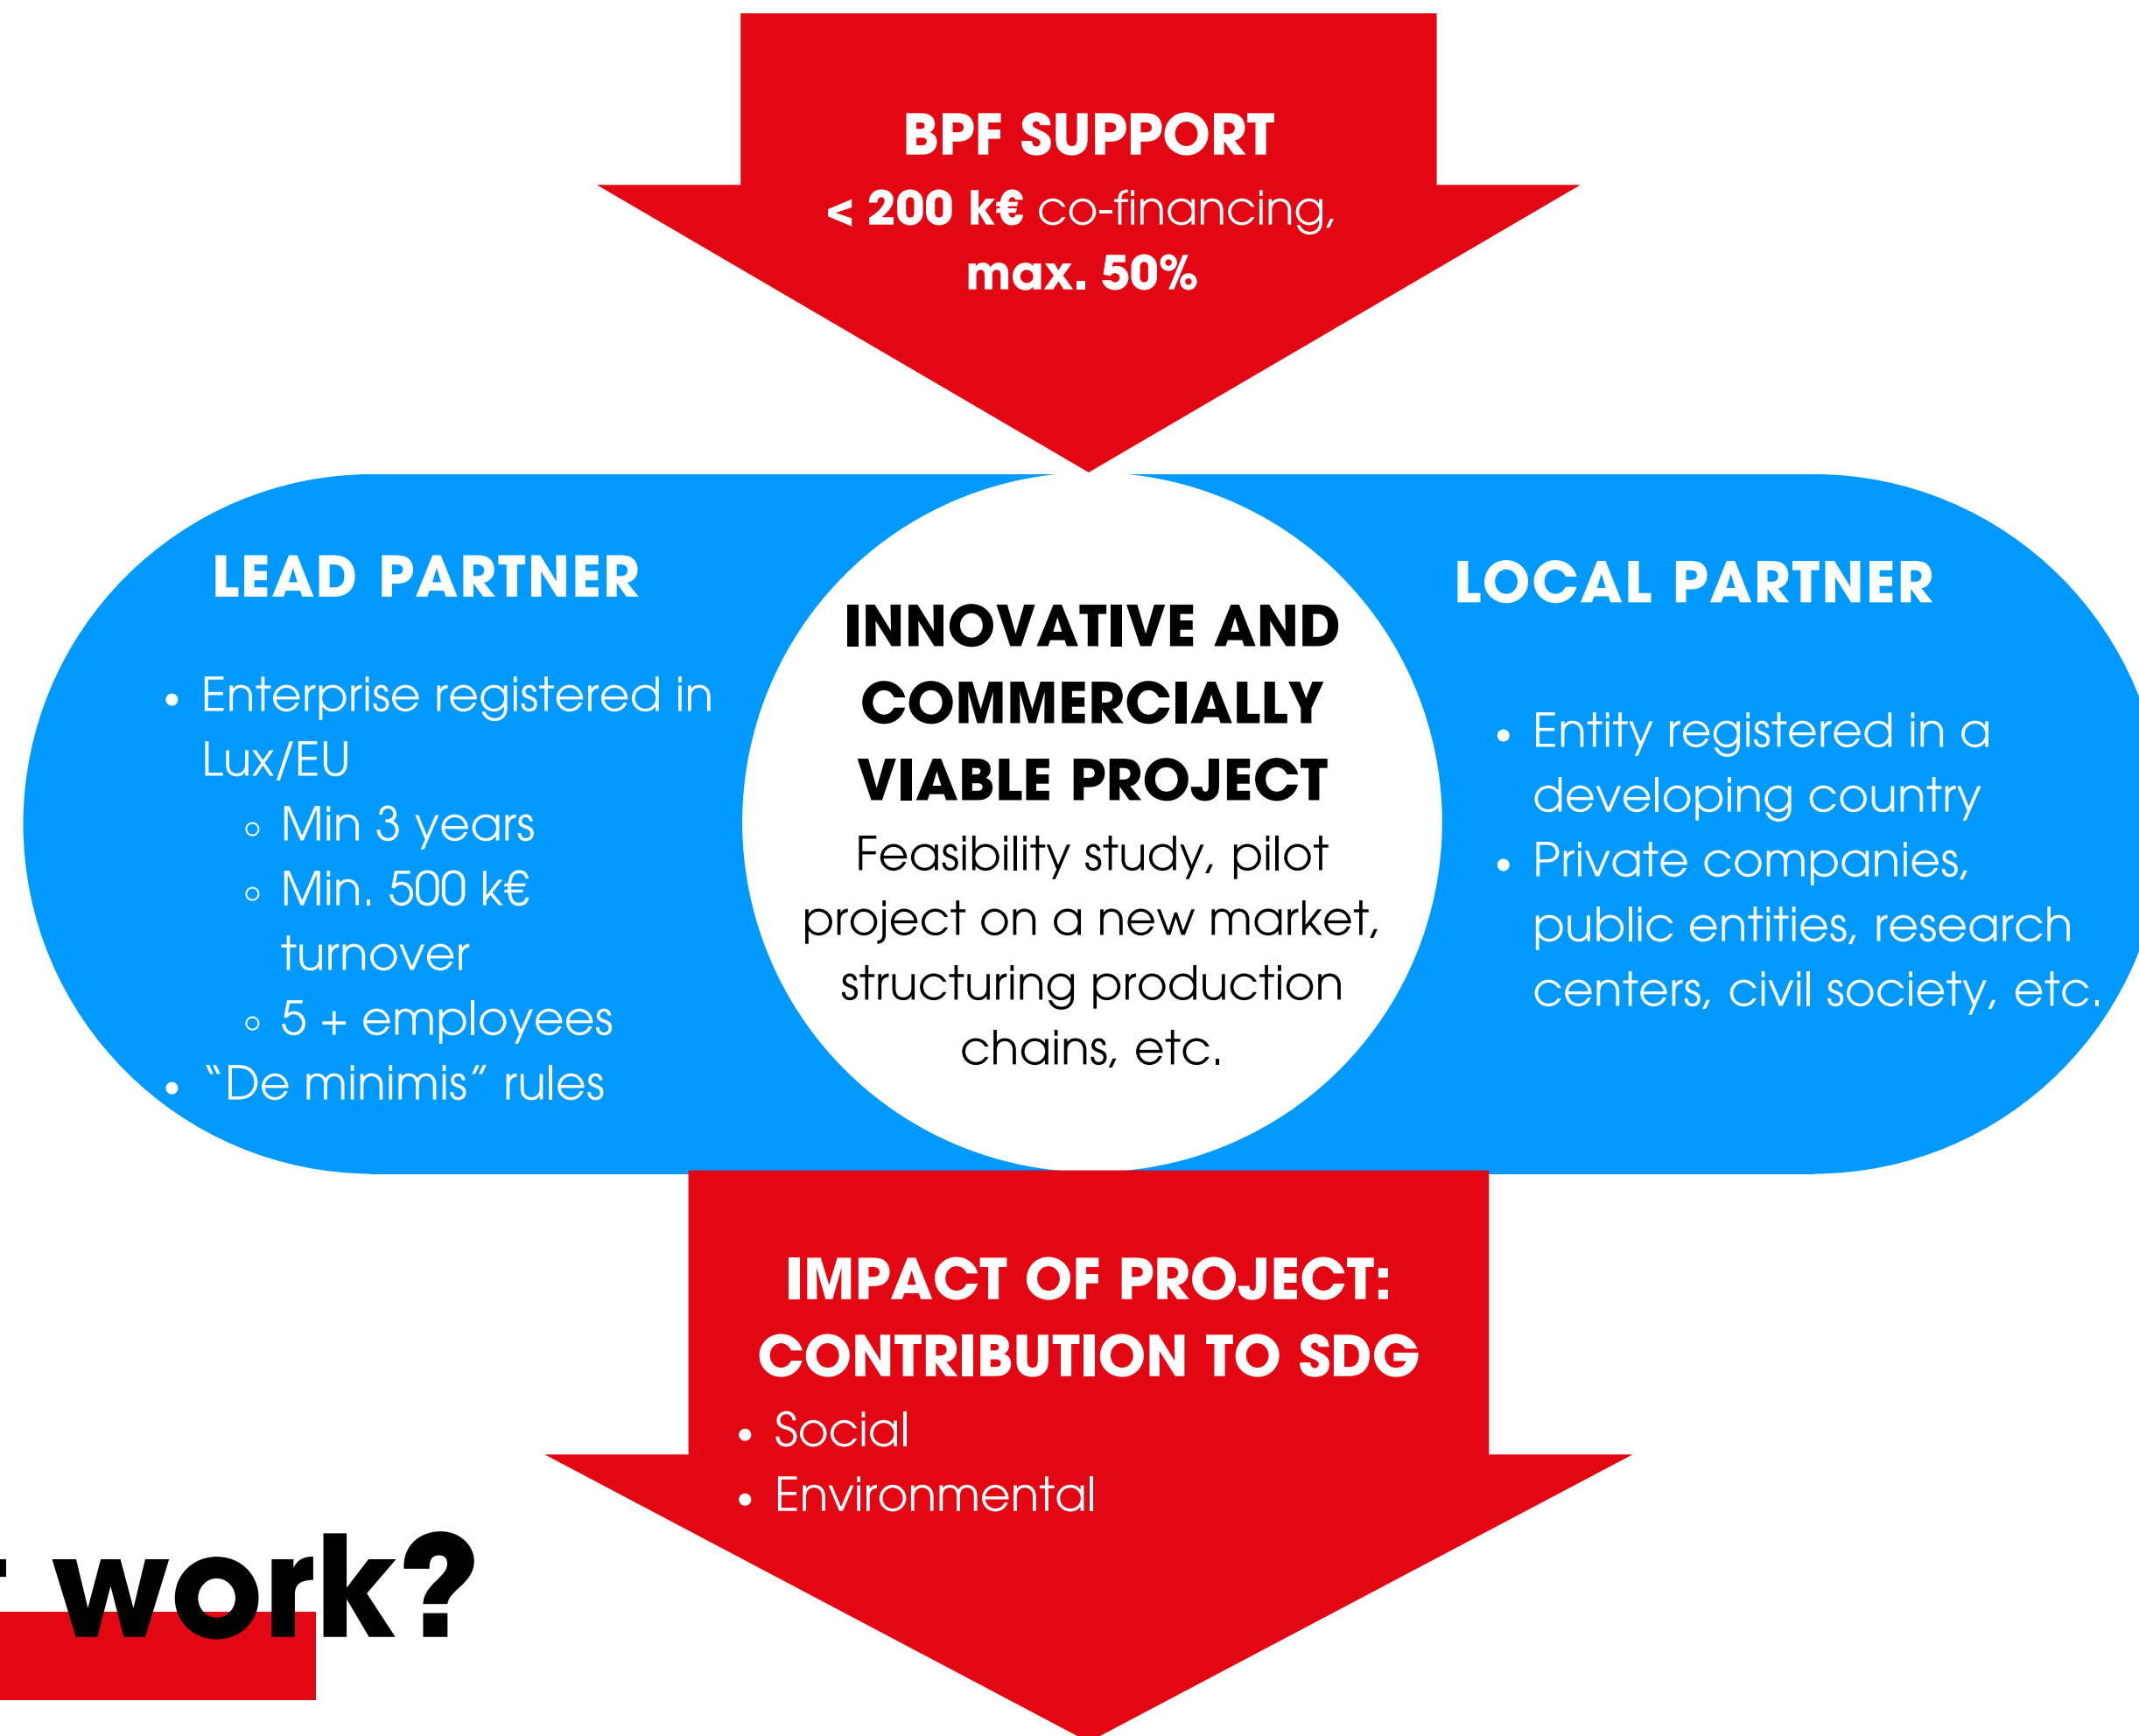 BPF SUPPORT
< 200 k€ co-financing,
max. 50%
LEAD PARTNER
• Enterprise registered in
Lux/EU
◦ Min 3 years
◦ Min. 500 k€
turnover
◦ 5 + employees
• “De minimis” rules
INNOVATIVE AND
COMMERCIALLY
VIABLE PROJECT
Feasibility study, pilot
project on a new market,
structuring production
chains, etc.
LOCAL PARTNER
• Entity registered in a
developing country
• Private companies,
public entities, research
centers, civil society, etc.
IMPACT OF PROJECT:
CONTRIBUTION TO SDG
• Social
• Environmental
work?